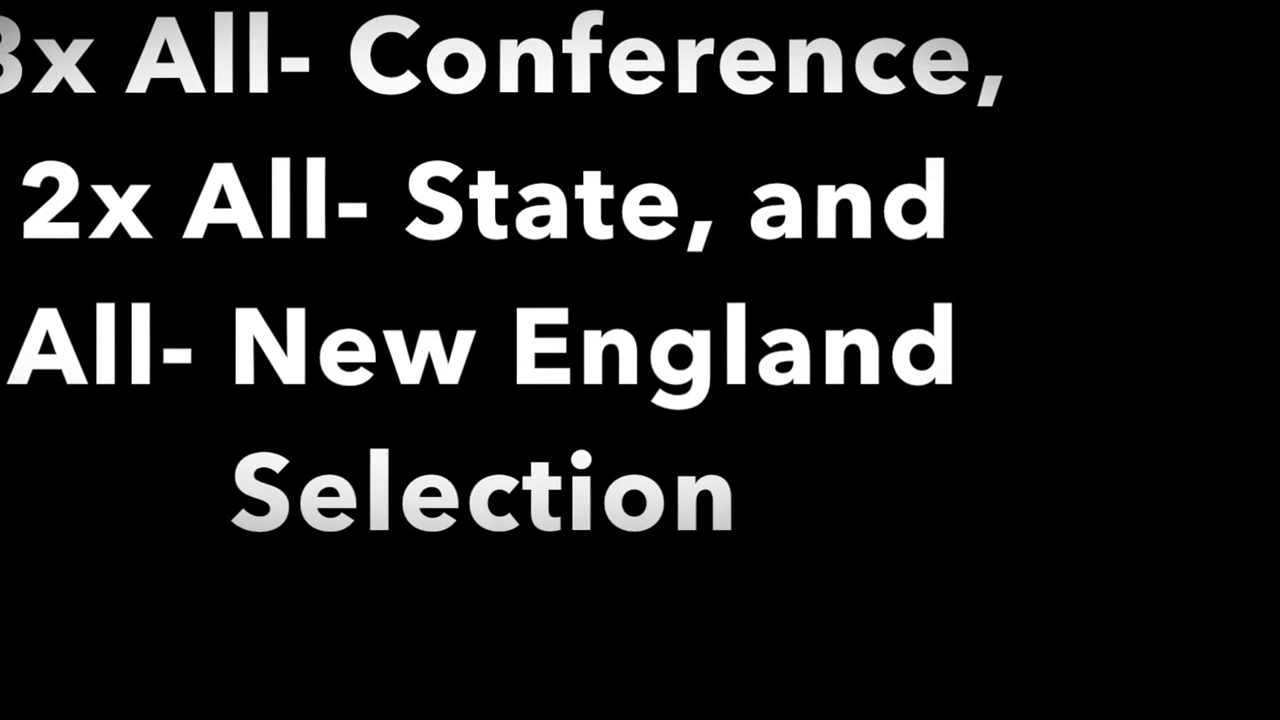 3x All- Conference,
2x All- State, and
All- New England
Selection